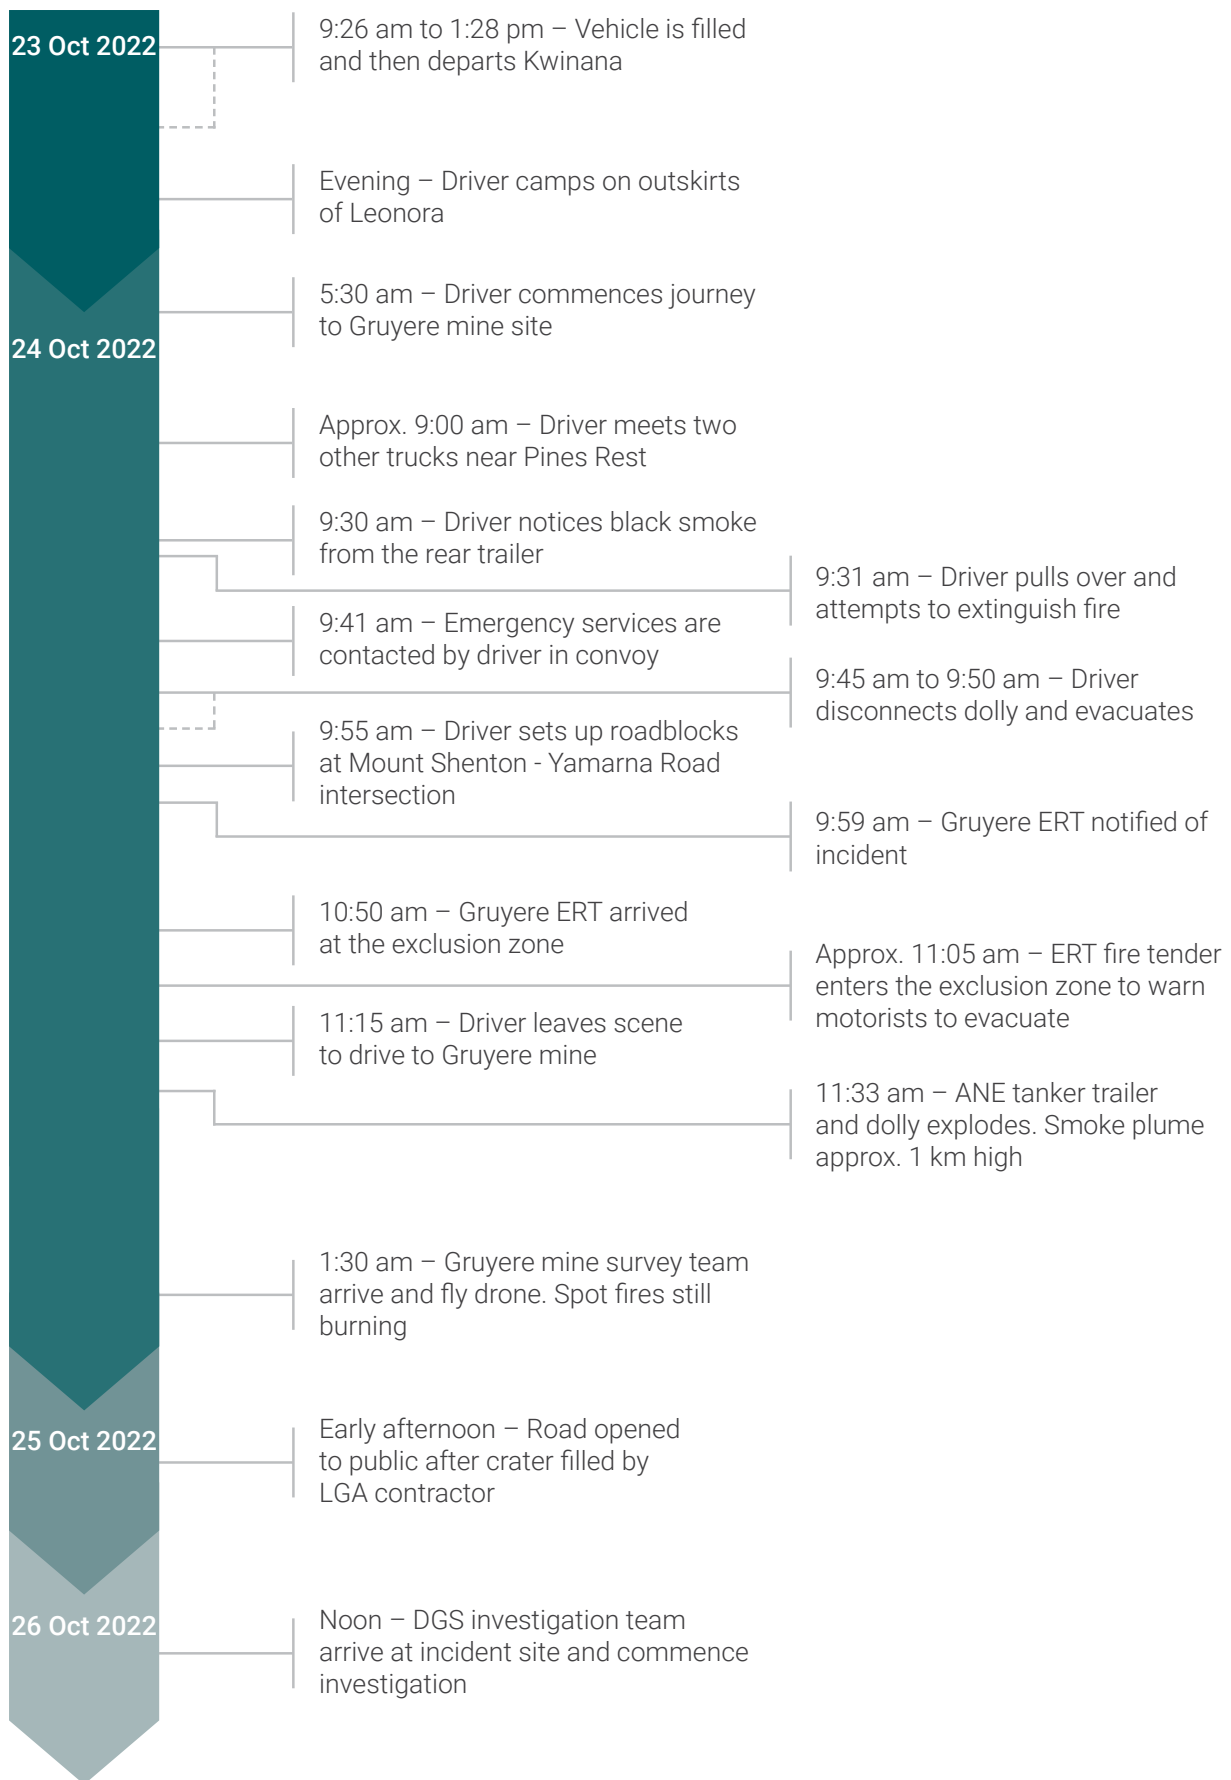 23 Oct 2022
9:26 am to 1:28 pm – Vehicle is filled
and then departs Kwinana
Evening – Driver camps on outskirts
of Leonora
5:30 am – Driver commences journey
to Gruyere mine site
24 Oct 2022
Approx. 9:00 am – Driver meets two
other trucks near Pines Rest
9:30 am – Driver notices black smoke
from the rear trailer
9:31 am – Driver pulls over and
attempts to extinguish fire
9:41 am – Emergency services are
contacted by driver in convoy
9:45 am to 9:50 am – Driver
disconnects dolly and evacuates
9:55 am – Driver sets up roadblocks
at Mount Shenton - Yamarna Road
intersection
9:59 am – Gruyere ERT notified of
incident
10:50 am – Gruyere ERT arrived
at the exclusion zone
Approx. 11:05 am – ERT fire tender
enters the exclusion zone to warn
motorists to evacuate
11:15 am – Driver leaves scene
to drive to Gruyere mine
11:33 am – ANE tanker trailer
and dolly explodes. Smoke plume
approx. 1 km high
1:30 am – Gruyere mine survey team
arrive and fly drone. Spot fires still
burning
25 Oct 2022
Early afternoon – Road opened
to public after crater filled by
LGA contractor
26 Oct 2022
Noon – DGS investigation team
arrive at incident site and commence
investigation